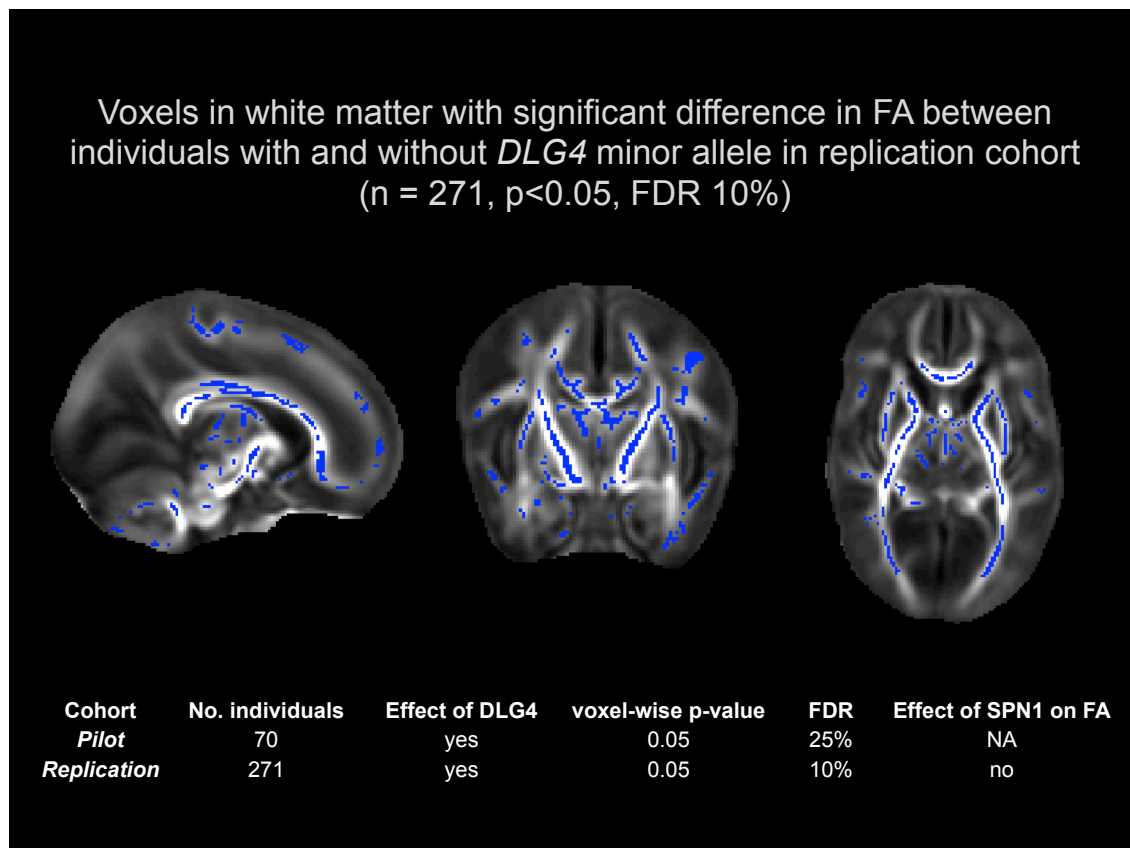 Voxels in white matter with significant difference in FA between
individuals with and without DLG4 minor allele in replication cohort
(n = 271, p<0.05, FDR 10%)
Cohort No. individuals Effect of DLG4 voxel-wise p-value FDR Effect of SPN1 on FA
Pilot 70 yes 0.05 25% NA
Replication 271 yes 0.05 10% no